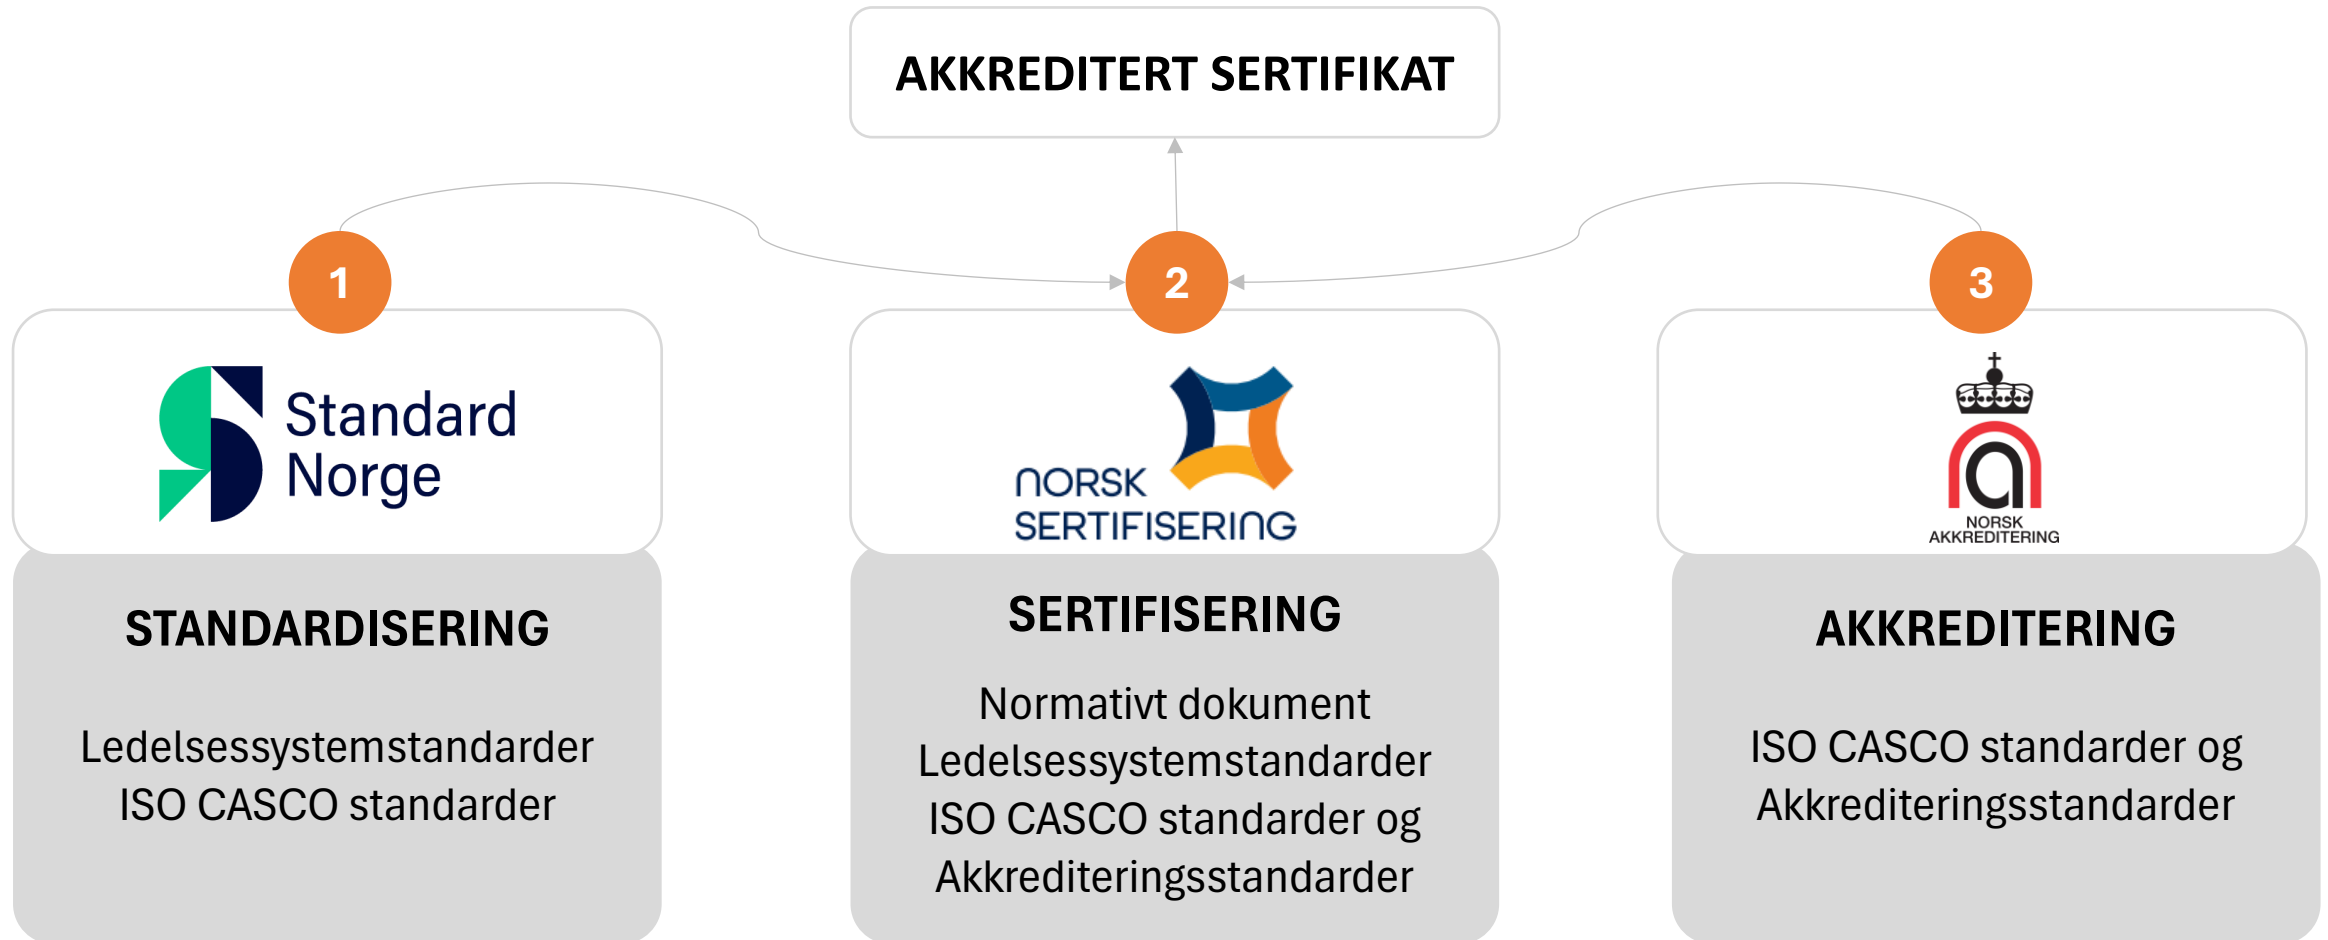 AKKREDITERT SERTIFIKAT
1
2
3
Standard
Norge
NORSK
SERTIFISERING
NORSK
AKKREDITERING
STANDARDISERING
Ledelsessystemstandarder
ISO CASCO standarder
SERTIFISERING
Normativt dokument
Ledelsessystemstandarder
ISO CASCO standarder og
Akkrediteringsstandarder
AKKREDITERING
ISO CASCO standarder og
Akkrediteringsstandarder